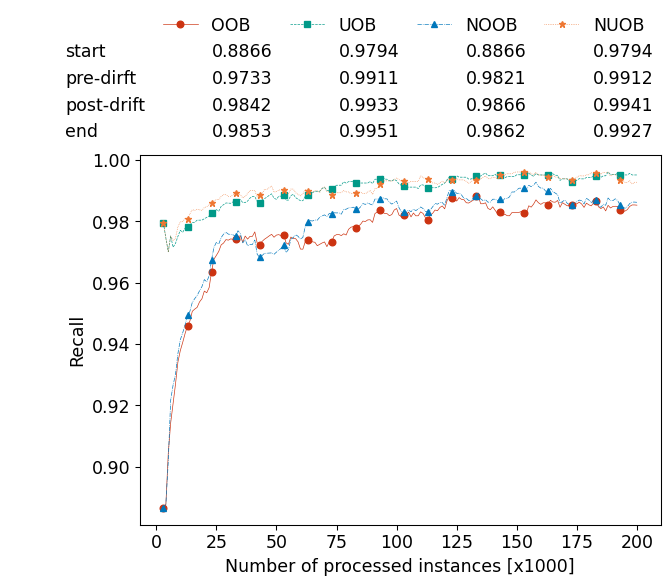 OOB UOB NOOB NUOB
start 0.8866 0.9794 0.8866 0.9794
pre-dirft 0.9733 0.9911 0.9821 0.9912
post-drift 0.9842 0.9933 0.9866 0.9941
end 0.9853 0.9951 0.9862 0.9927
1.00
0.98
0.96
0.94
0.92
0.90
Recall
0 25 50 75 100 125 150 175 200
Number of processed instances [x1000]